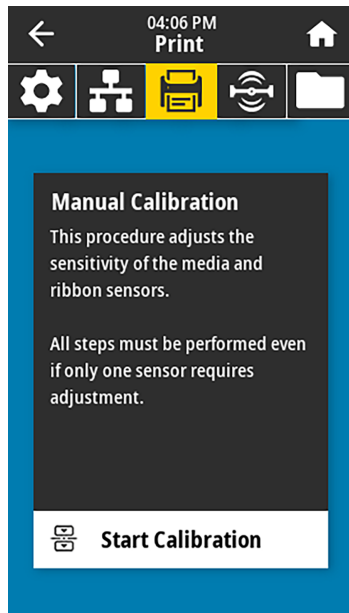 04:06 PM
Print
Manual Calibration
This procedure adjusts the
sensitivity of the media and
ribbon sensors.
All steps must be performed even
if only one sensor requires
adjustment.
Start Calibration